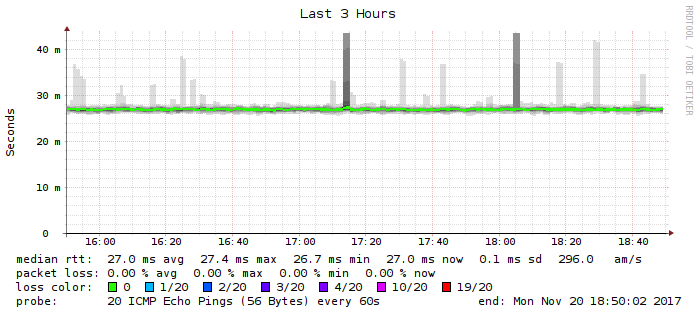 Last 3 Hours
RRDTOOL / TOBI OETIKER
Seconds
40 m
30 m
20 m
10 m
0
16:00 16:20 16:40 17:00 17:20 17:40 18:00 18:20 18:40
median rtt: 27.0 ms avg 27.4 ms max 26.7 ms min 27.0 ms now 0.1 ms sd 296.0 am/s
packet loss: 0.00 % avg 0.00 % max 0.00 % min 0.00 % now
loss color: 0 1/20 2/20 3/20 4/20 10/20 19/20
probe: 20 ICMP Echo Pings (56 Bytes) every 60s end: Mon Nov 20 18:50:02 2017